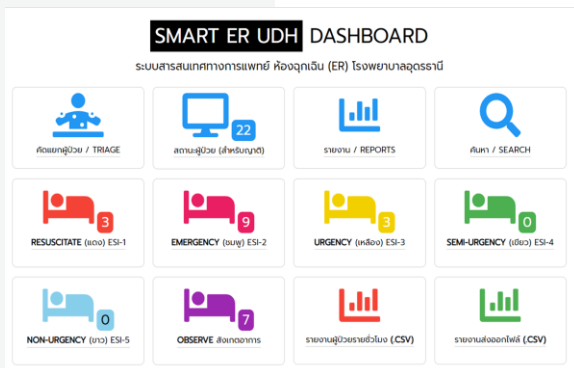 SMART ER UDH DASHBOARD
ระบบสารสนเทศทางการแพทย์ ห้องฉุกเฉิน (ER) โรงพยาบาลอุดรธานี
คัดแยกผู้ป่วย / TRIAGE
22
สถานะผู้ป่วย (สำหรับญาติ)
รายงาน / REPORTS
ค้นหา / SEARCH
3
RESUSCITATE (แดง) ESI-1
9
EMERGENCY (ชมพู) ESI-2
3
URGENCY (เหลือง) ESI-3
0
SEMI-URGENCY (เขียว) ESI-4
0
NON-URGENCY (ขาว) ESI-5
7
OBSERVE สังเกตอาการ
รายงานผู้ป่วยรายชั่วโมง (.CSV)
รายงานส่งออกไฟล์ (.CSV)